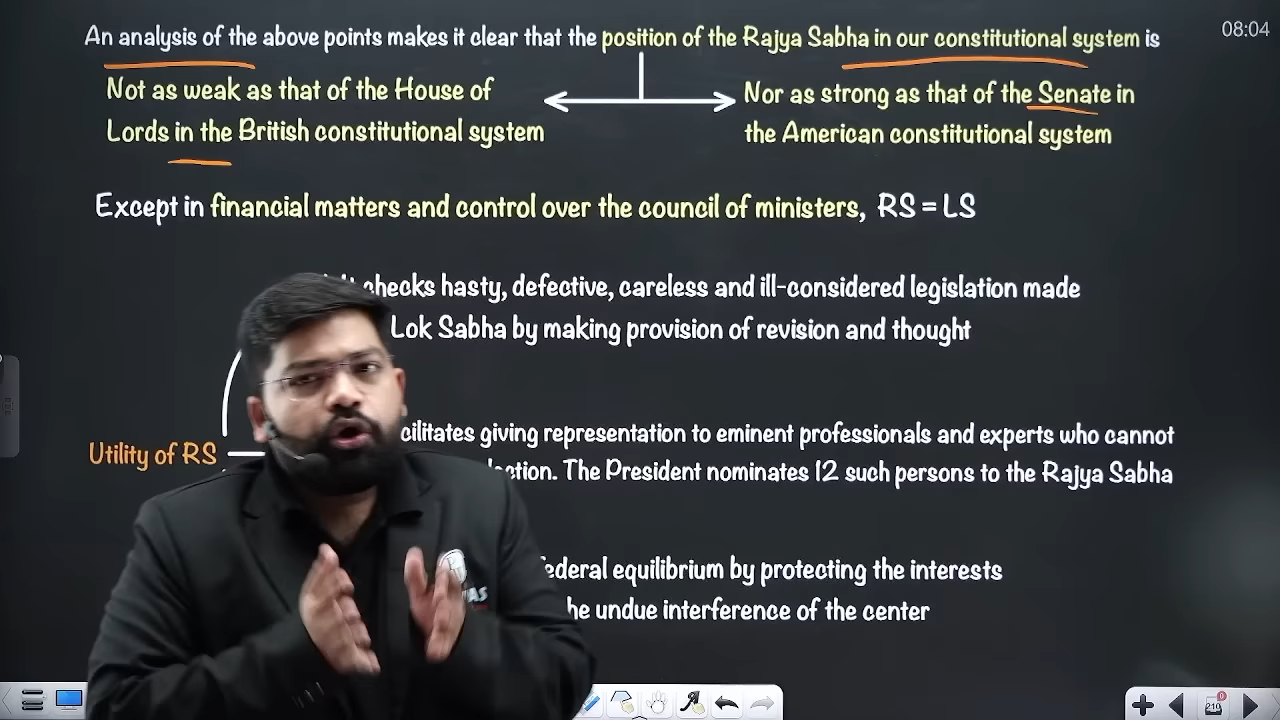 08:04
An analysis of the above points makes it clear that the position of the Rajya Sabha in our constitutional system is
Not as weak as that of the House of
Lords in the British constitutional system
Nor as strong as that of the Senate in
the American constitutional system
Except in financial matters and control over the council of ministers, RS = LS
checks hasty, defective, careless and ill-considered legislation made
Lok Sabha by making provision of revision and thought
Utility of RS
cilitates giving representation to eminent professionals and experts who cannot
ction. The President nominates 12 such persons to the Rajya Sabha
ederal equilibrium by protecting the interests
he undue interference of the center
AS
210